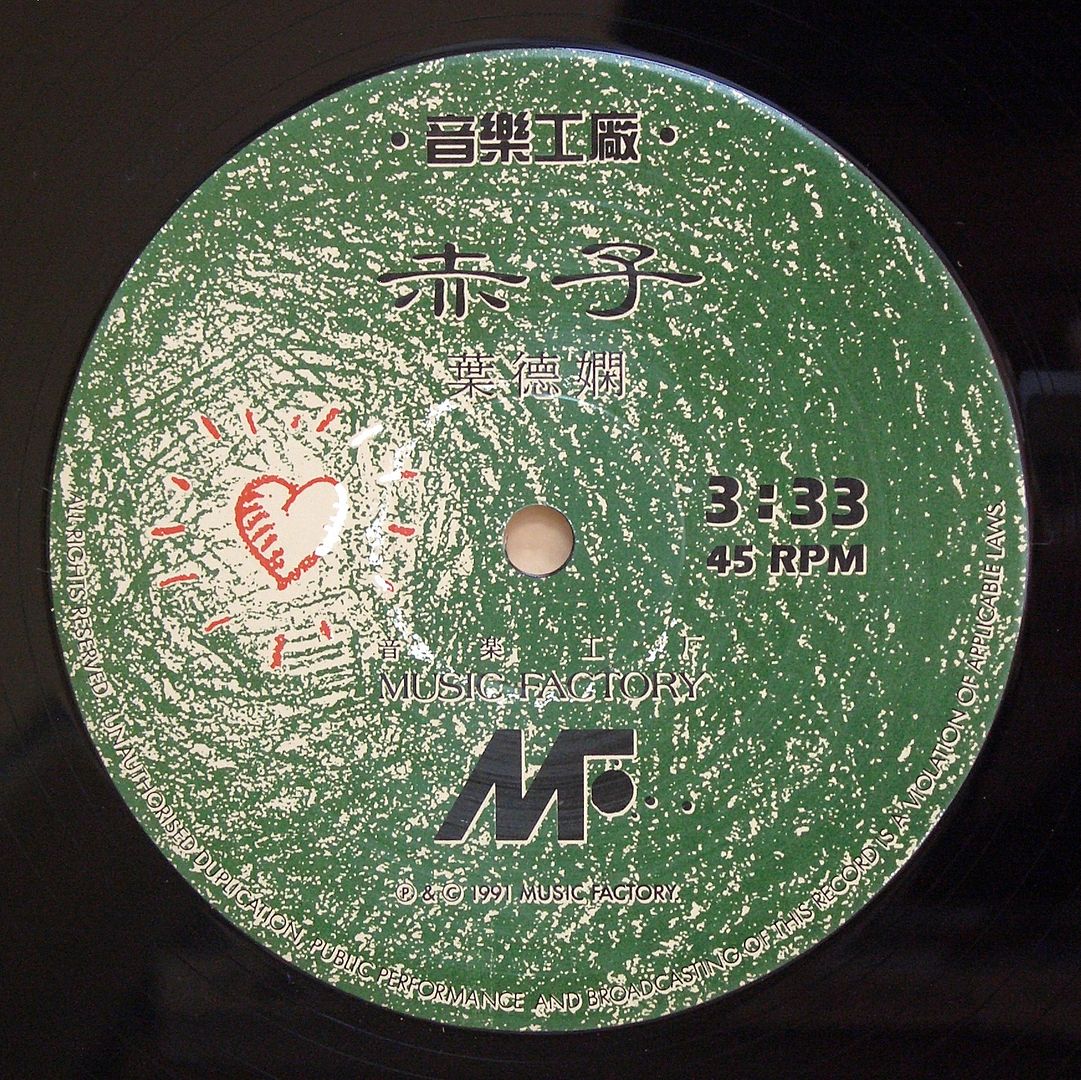 ·音樂工廠·
赤子
葉德嫻
3:33
45 RPM
音楽工厂
MUSIC FACTORY
MF...
℗ & © 1991 MUSIC FACTORY.
ALL RIGHTS RESERVED. UNAUTHORISED DUPLICATION, PUBLIC PERFORMANCE AND BROADCASTING OF THIS RECORD IS A VIOLATION OF APPLICABLE LAWS